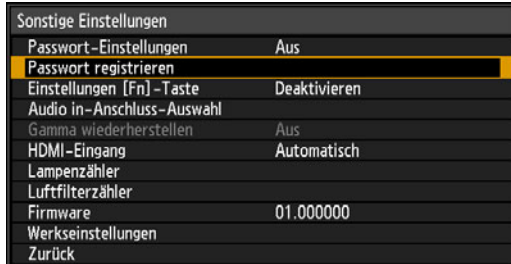 Sonstige Einstellungen
Passwort-Einstellungen Aus
Passwort registrieren
Einstellungen [Fn]-Taste Deaktivieren
Audio in-Anschluss-Auswahl
Gamma wiederherstellen Aus
HDMI-Eingang Automatisch
Lampenzähler
Luftfilterzähler
Firmware 01.000000
Werkseinstellungen
Zurück